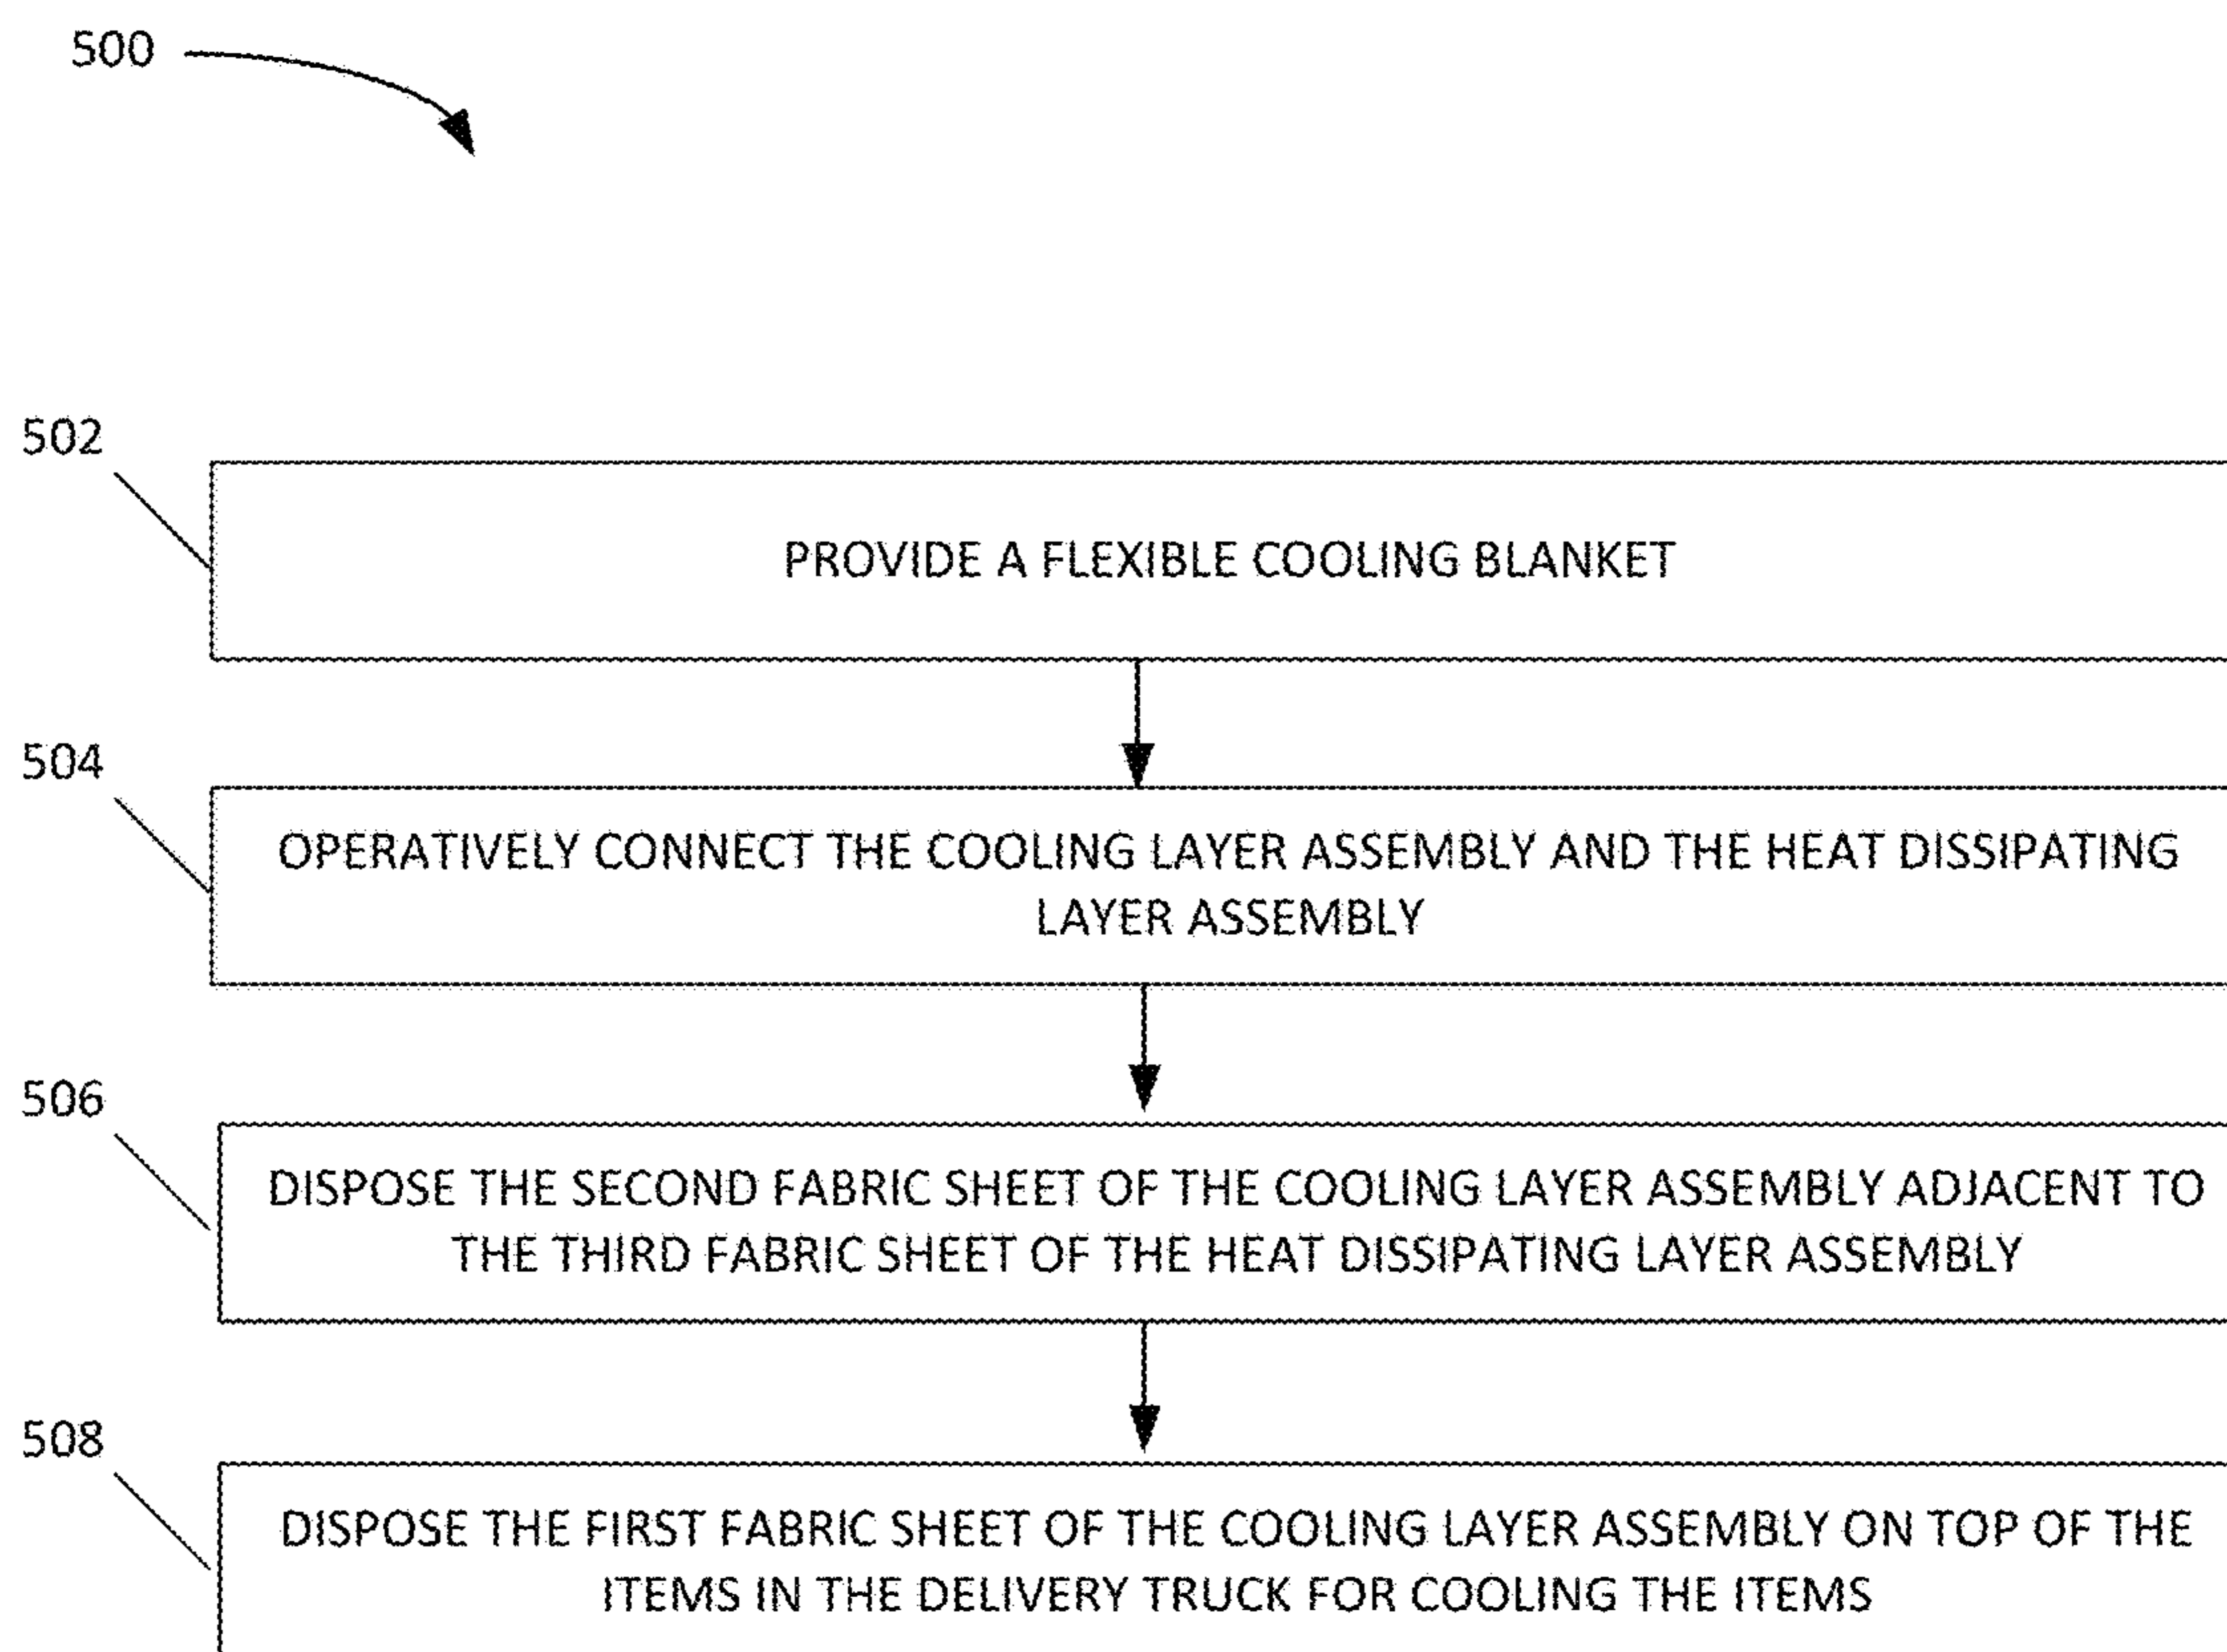 500
502
PROVIDE A FLEXIBLE COOLING BLANKET
504
OPERATIVELY CONNECT THE COOLING LAYER ASSEMBLY AND THE HEAT DISSIPATING
LAYER ASSEMBLY
506
DISPOSE THE SECOND FABRIC SHEET OF THE COOLING LAYER ASSEMBLY ADJACENT TO
THE THIRD FABRIC SHEET OF THE HEAT DISSIPATING LAYER ASSEMBLY
508
DISPOSE THE FIRST FABRIC SHEET OF THE COOLING LAYER ASSEMBLY ON TOP OF THE
ITEMS IN THE DELIVERY TRUCK FOR COOLING THE ITEMS